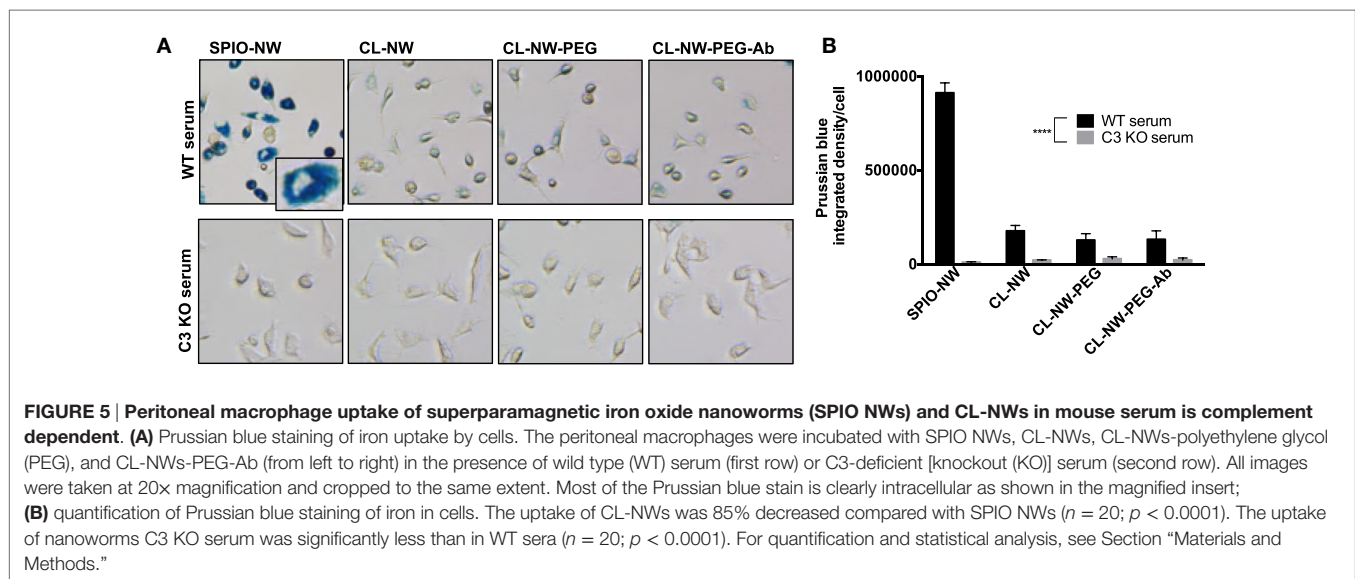 A
SPIO-NW
CL-NW
CL-NW-PEG
CL-NW-PEG-Ab
WT serum
C3 KO serum
B
Prussian blue
integrated density/cell
1000000
500000
0
****
WT serum
C3 KO serum
SPIO-NW
CL-NW
CL-NW-PEG
CL-NW-PEG-Ab
FIGURE 5 | Peritoneal macrophage uptake of superparamagnetic iron oxide nanoworms (SPIO NWs) and CL-NWs in mouse serum is complement
dependent. (A) Prussian blue staining of iron uptake by cells. The peritoneal macrophages were incubated with SPIO NWs, CL-NWs, CL-NWs-polyethylene glycol
(PEG), and CL-NWs-PEG-Ab (from left to right) in the presence of wild type (WT) serum (first row) or C3-deficient [knockout (KO)] serum (second row). All images
were taken at 20× magnification and cropped to the same extent. Most of the Prussian blue stain is clearly intracellular as shown in the magnified insert;
(B) quantification of Prussian blue staining of iron in cells. The uptake of CL-NWs was 85% decreased compared with SPIO NWs (n = 20; p < 0.0001). The uptake
of nanoworms C3 KO serum was significantly less than in WT sera (n = 20; p < 0.0001). For quantification and statistical analysis, see Section “Materials and
Methods.”